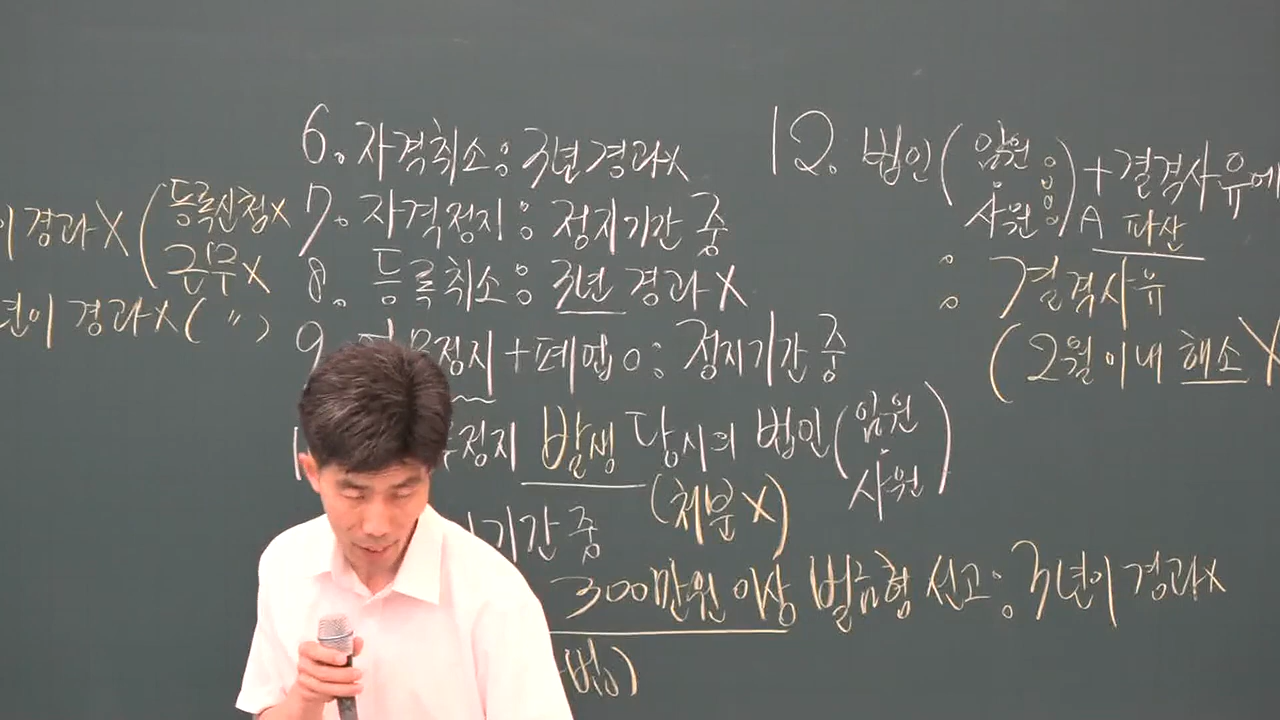 이 경과 X (등록신청X
근무X
년이 경과X ( 〃 )
6. 자격취소 : 3년 경과X
7. 자격정지 : 정지기간 중
8. 등록취소 : 3년 경과 X
9. 정지 + 폐업 o : 정지기간 중
정지 발생 당시의 법인 (임원·사원)
기간 중 (처분 X)
300만원 이상 벌금형 선고 : 3년이 경과X
법)
12. 법인 (임원·사원 : : :) + 결격사유에
A 파산
: 결격사유
(2월 이내 해소 X